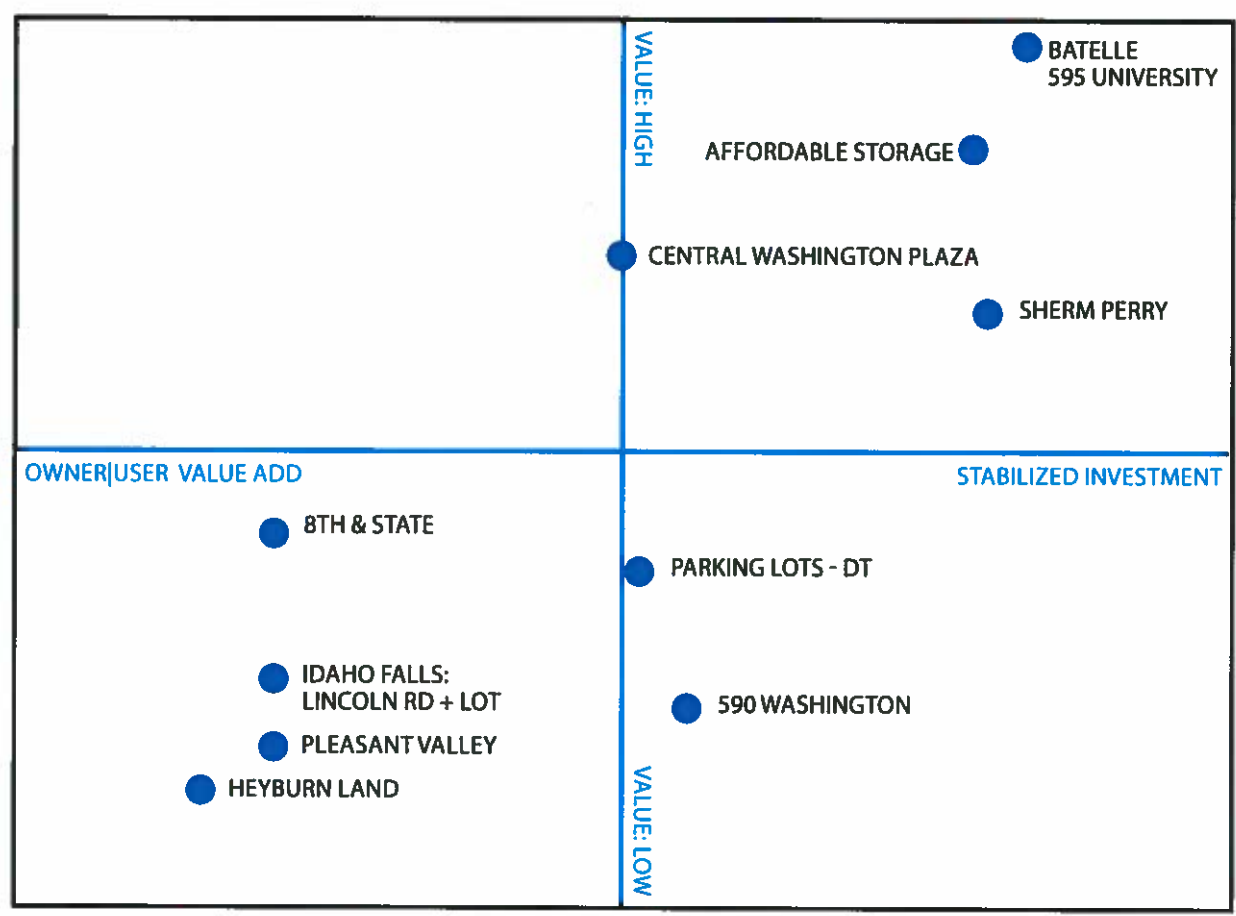 VALUE: HIGH
BATELLE
595 UNIVERSITY
AFFORDABLE STORAGE
CENTRAL WASHINGTON PLAZA
SHERM PERRY
OWNER|USER VALUE ADD
STABILIZED INVESTMENT
8TH & STATE
PARKING LOTS - DT
IDAHO FALLS:
LINCOLN RD + LOT
590 WASHINGTON
PLEASANT VALLEY
HEYBURN LAND
VALUE: LOW